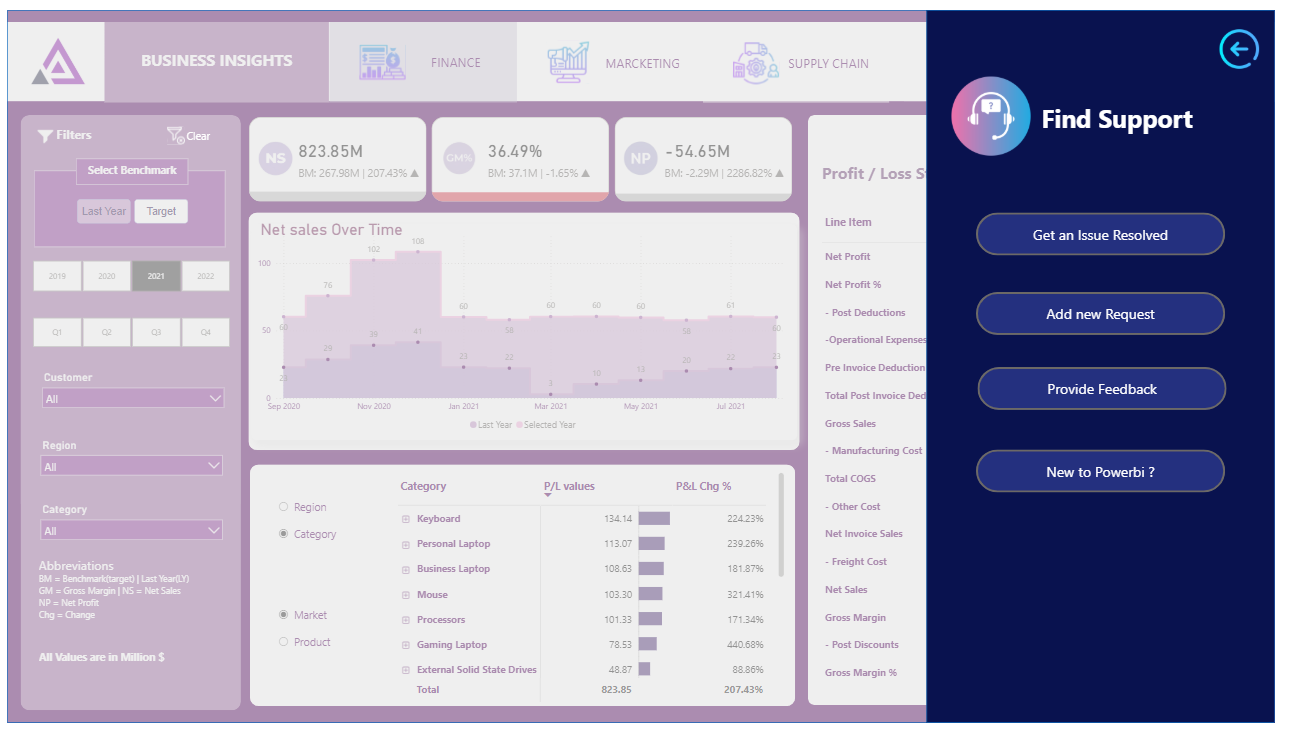 BUSINESS INSIGHTS
FINANCE
MARCKETING
SUPPLY CHAIN
Find Support
Get an Issue Resolved
Add new Request
Provide Feedback
New to Powerbi ?
Filters
Clear
Select Benchmark
Last Year
Target
2019
2020
2021
2022
Q1
Q2
Q3
Q4
Customer
All
Region
All
Category
All
Abbreviations
BM = Benchmark(target) | Last Year(LY)
GM = Gross Margin | NS = Net Sales
NP = Net Profit
Chg = Change
All Values are in Million $
NS
823.85M
BM: 267.98M | 207.43% ▲
GM%
36.49%
BM: 37.1M | -1.65% ▲
NP
-54.65M
BM: -2.29M | 2286.82% ▲
Net sales Over Time
100
50
0
60
76
102
108
60
58
60
60
60
58
61
60
23
29
39
41
23
22
3
10
13
20
22
23
Sep 2020
Nov 2020
Jan 2021
Mar 2021
May 2021
Jul 2021
Last Year
Selected Year
Region
Category
Market
Product
Category P/L values P&L Chg %
Keyboard 134.14 224.23%
Personal Laptop 113.07 239.26%
Business Laptop 108.63 181.87%
Mouse 103.30 321.41%
Processors 101.33 171.34%
Gaming Laptop 78.53 440.68%
External Solid State Drives 48.87 88.86%
Total 823.85 207.43%
Profit / Loss S
Line Item
Net Profit
Net Profit %
- Post Deductions
-Operational Expenses
Pre Invoice Deduction
Total Post Invoice Ded
Gross Sales
- Manufacturing Cost
Total COGS
- Other Cost
Net Invoice Sales
- Freight Cost
Net Sales
Gross Margin
- Post Discounts
Gross Margin %